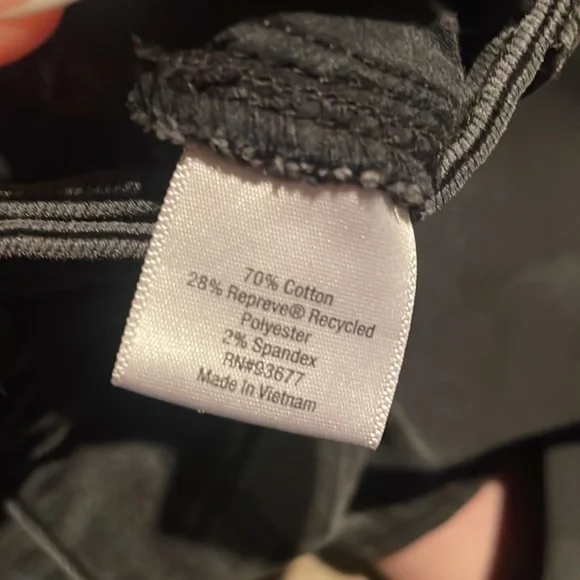 70% Cotton
28% Repreve® Recycled
Polyester
2% Spandex
RN#93677
Made in Vietnam